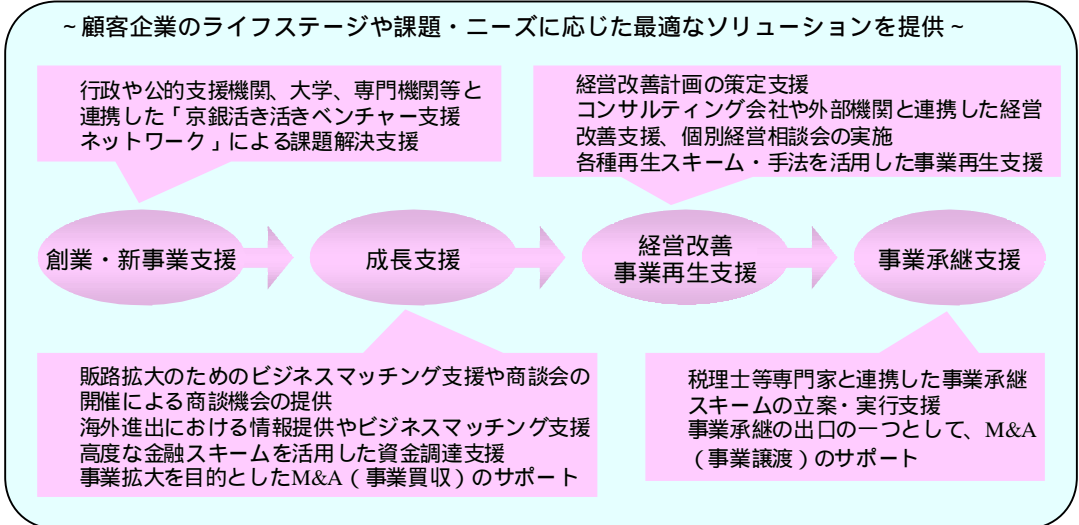 ~顧客企業のライフステージや課題・ニーズに応じた最適なソリューションを提供~
行政や公的支援機関、大学、専門機関等と
連携した「京銀活き活きベンチャー支援
ネットワーク」による課題解決支援
経営改善計画の策定支援
コンサルティング会社や外部機関と連携した経営
改善支援、個別経営相談会の実施
各種再生スキーム・手法を活用した事業再生支援
創業・新事業支援
成長支援
経営改善
事業再生支援
事業承継支援
販路拡大のためのビジネスマッチング支援や商談会の
開催による商談機会の提供
海外進出における情報提供やビジネスマッチング支援
高度な金融スキームを活用した資金調達支援
事業拡大を目的としたM&A(事業買収)のサポート
税理士等専門家と連携した事業承継
スキームの立案・実行支援
事業承継の出口の一つとして、M&A
(事業譲渡)のサポート